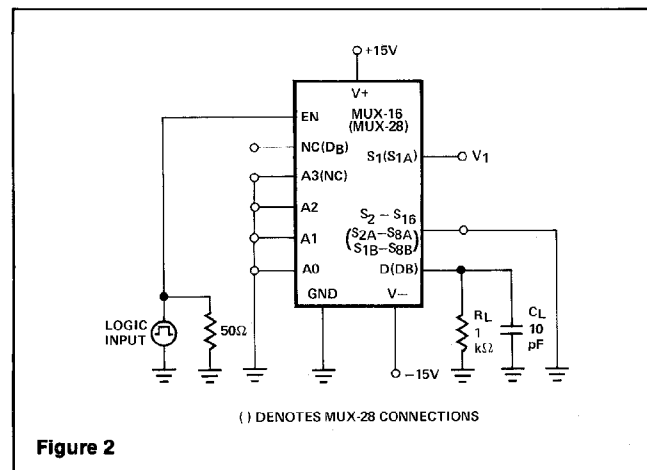 +15V
V+
EN
MUX-16
(MUX-28)
NC(DB)
S1(S1A)
V1
A3(NC)
A2
S2 – S16
(S2A–S8A
S1B–S8B)
A1
A0
D(DB)
GND
V–
LOGIC
INPUT
50Ω
RL
1
kΩ
CL
10
pF
–15V
( ) DENOTES MUX-28 CONNECTIONS
Figure 2